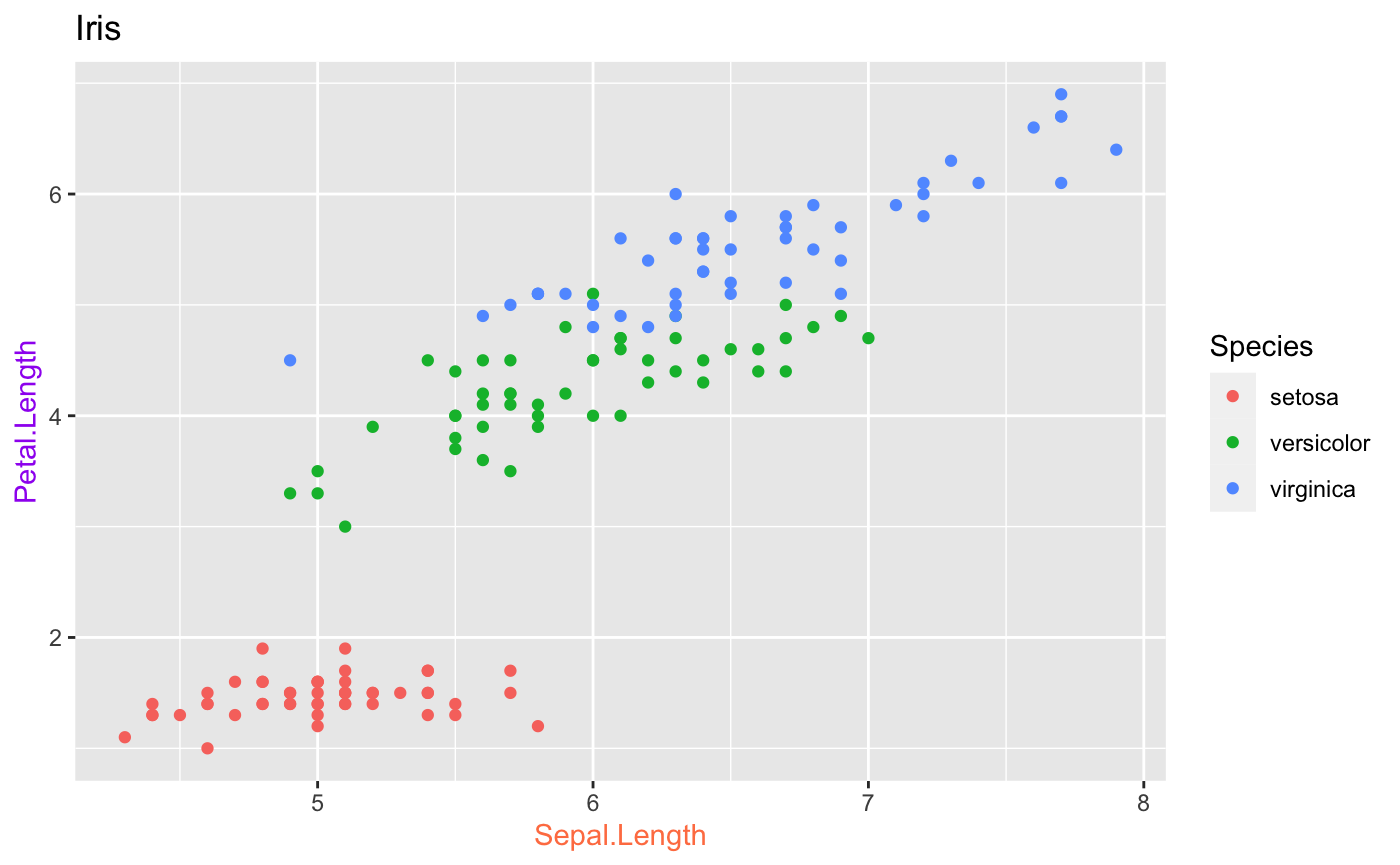 Iris
6
4
2
Petal.Length
5 6 7 8
Sepal.Length
Species
setosa
versicolor
virginica